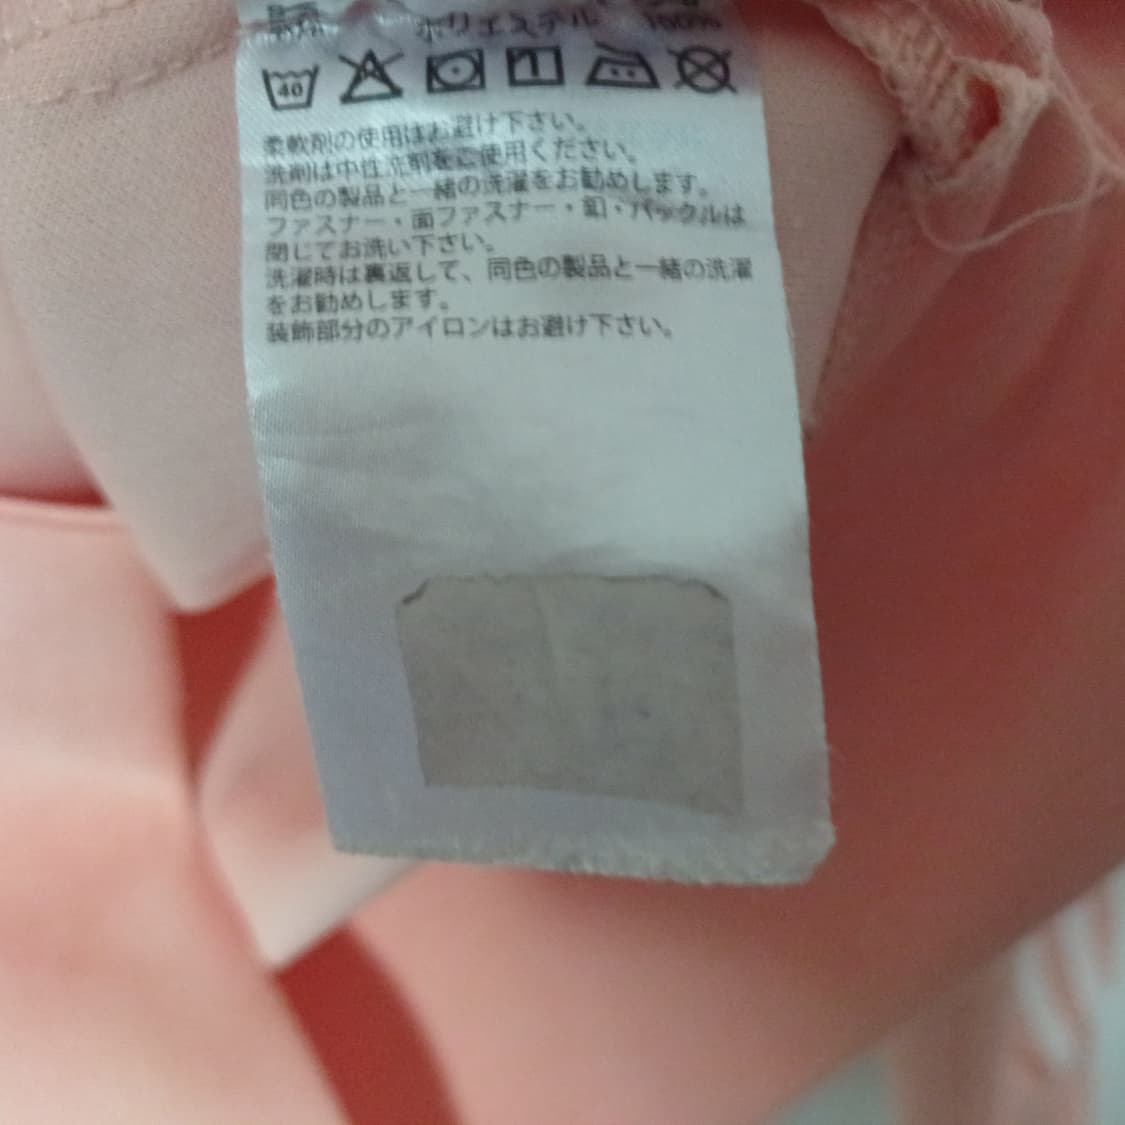 ポリエステル 100%
40
柔軟剤の使用はお避け下さい。
洗剤は中性洗剤をご使用ください。
同色の製品と一緒の洗濯をお勧めします。
ファスナー・面ファスナー・釦・バックルは
閉じてお洗い下さい。
洗濯時は裏返して、同色の製品と一緒の洗濯
をお勧めします。
装飾部分のアイロンはお避け下さい。